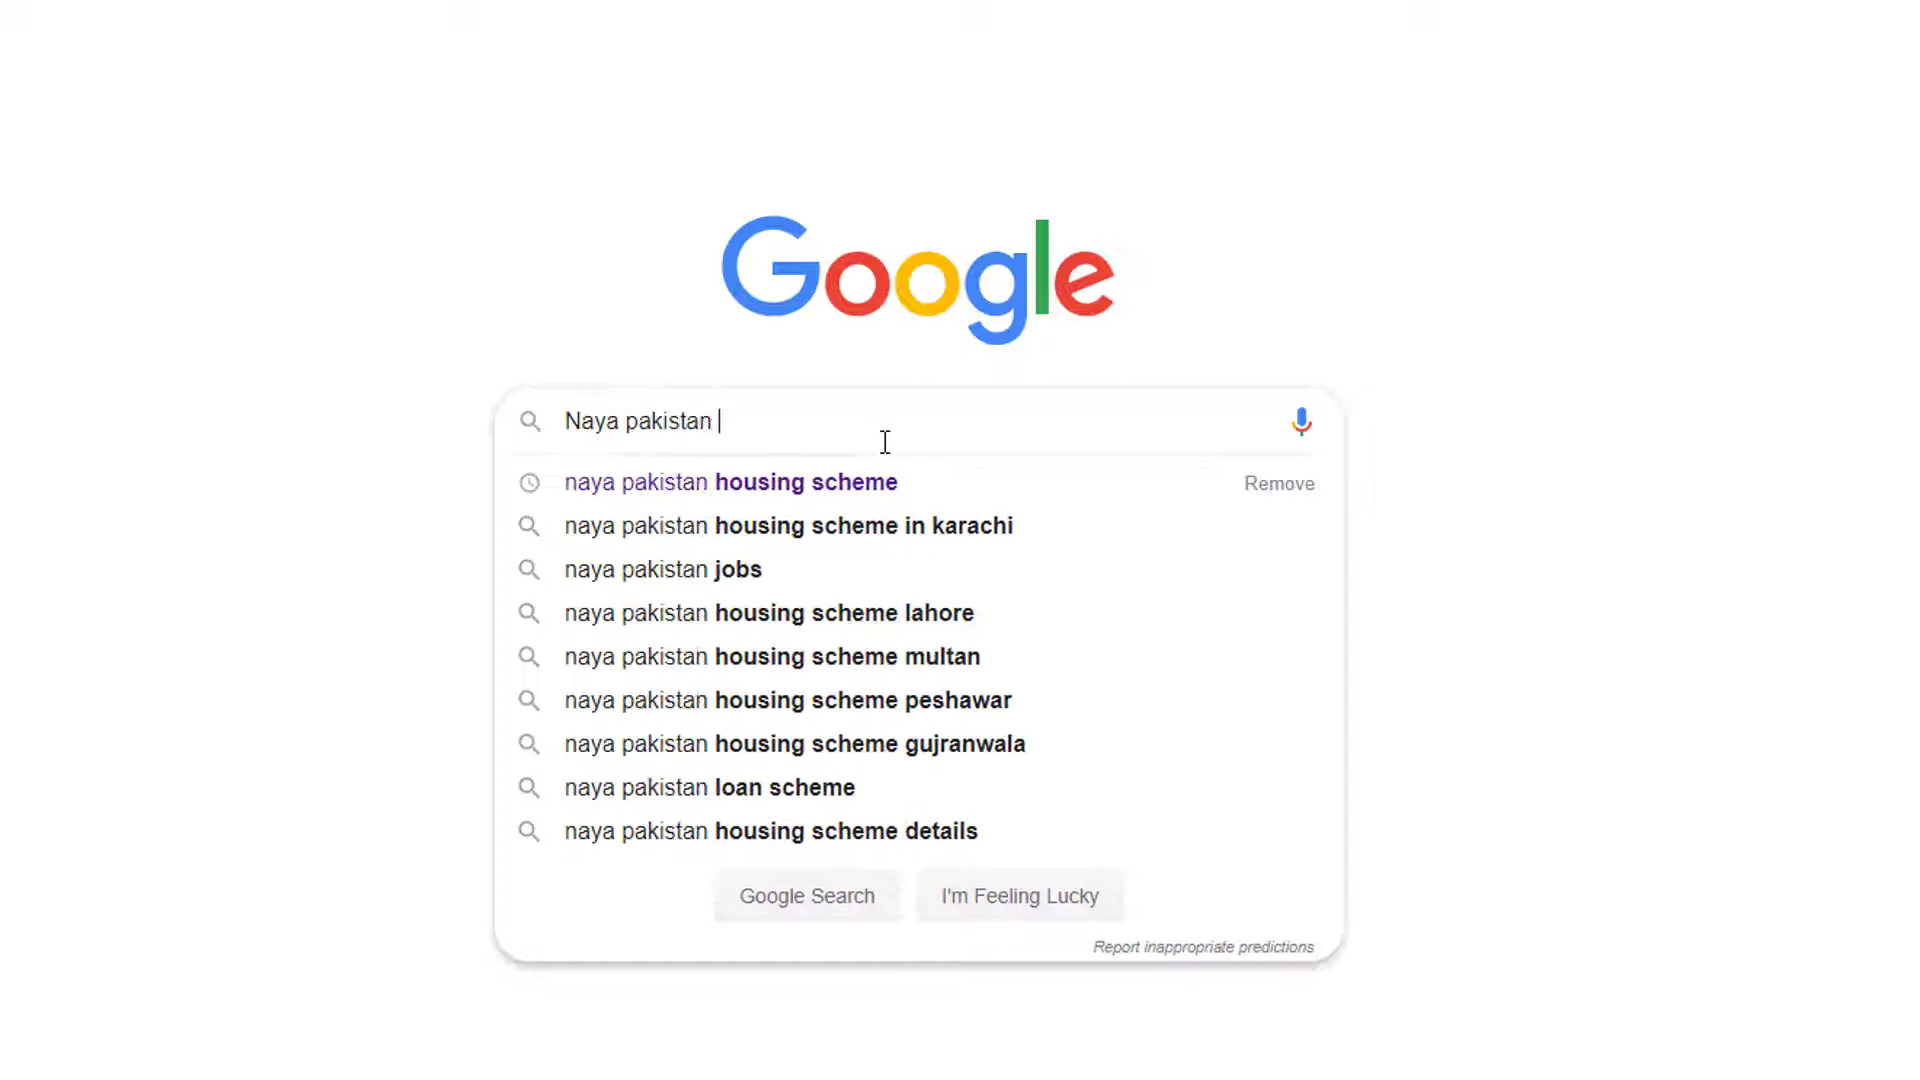 Google
Naya pakistan
naya pakistan housing scheme Remove
naya pakistan housing scheme in karachi
naya pakistan jobs
naya pakistan housing scheme lahore
naya pakistan housing scheme multan
naya pakistan housing scheme peshawar
naya pakistan housing scheme gujranwala
naya pakistan loan scheme
naya pakistan housing scheme details
Google Search I'm Feeling Lucky
Report inappropriate predictions